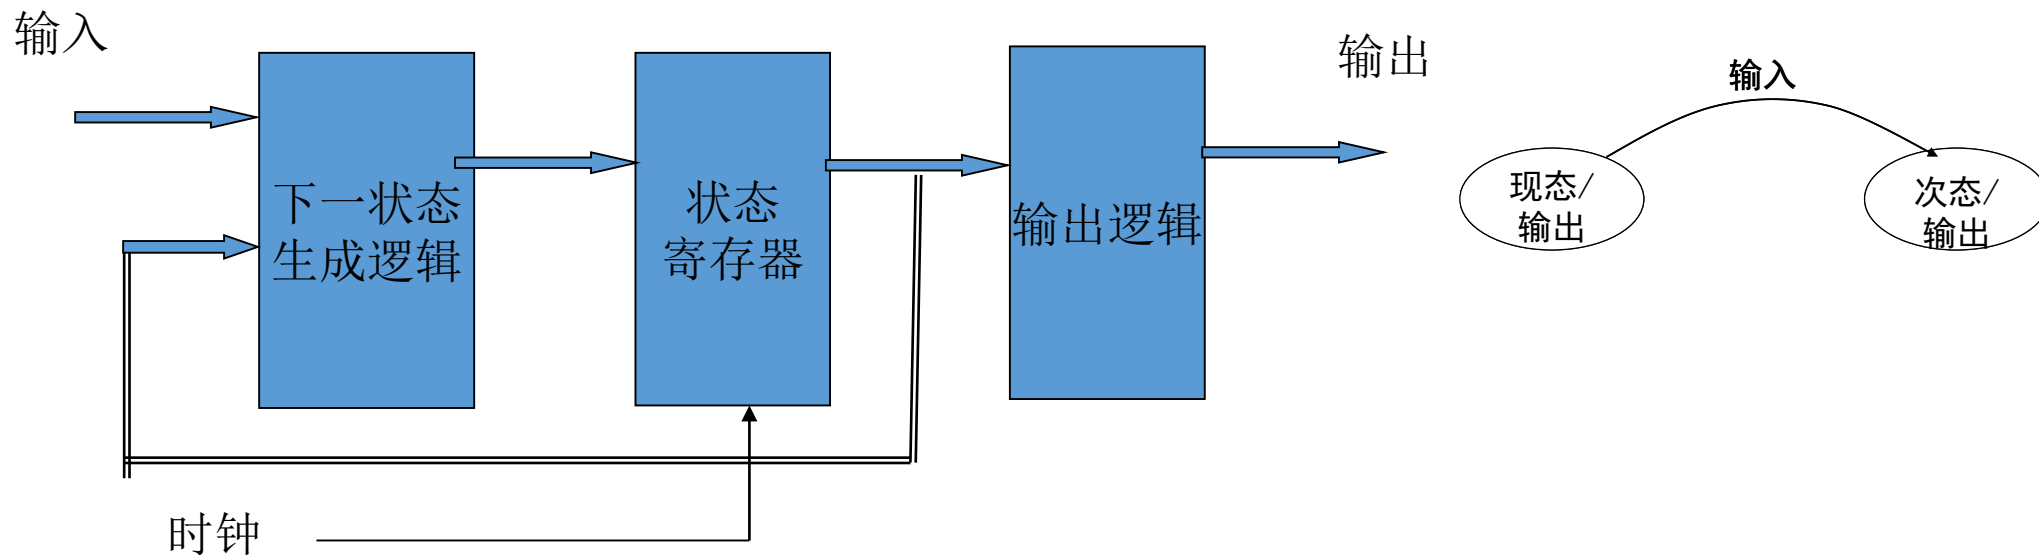 输入
下一状态
生成逻辑
状态
寄存器
输出逻辑
输出
时钟
输入
现态/
输出
次态/
输出